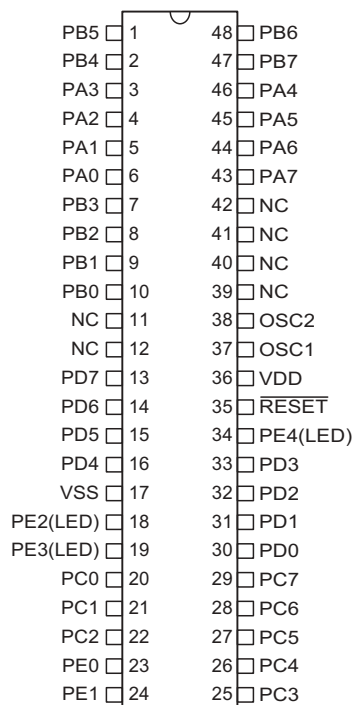 PB5 1 48 PB6
PB4 2 47 PB7
PA3 3 46 PA4
PA2 4 45 PA5
PA1 5 44 PA6
PA0 6 43 PA7
PB3 7 42 NC
PB2 8 41 NC
PB1 9 40 NC
PB0 10 39 NC
NC 11 38 OSC2
NC 12 37 OSC1
PD7 13 36 VDD
PD6 14 35 RESET
PD5 15 34 PE4(LED)
PD4 16 33 PD3
VSS 17 32 PD2
PE2(LED) 18 31 PD1
PE3(LED) 19 30 PD0
PC0 20 29 PC7
PC1 21 28 PC6
PC2 22 27 PC5
PE0 23 26 PC4
PE1 24 25 PC3